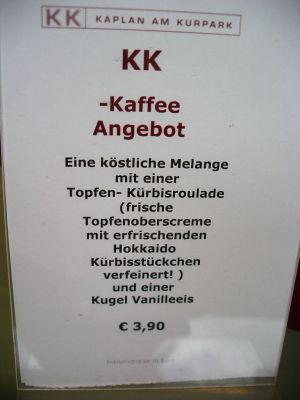 KK KAPLAN AM KURPARK
KK
-Kaffee
Angebot
Eine köstliche Melange
mit einer
Topfen- Kürbisroulade
(frische
Topfenoberscreme
mit erfrischenden
Hokkaido
Kürbisstückchen
verfeinert! )
und einer
Kugel Vanilleeis
€ 3,90